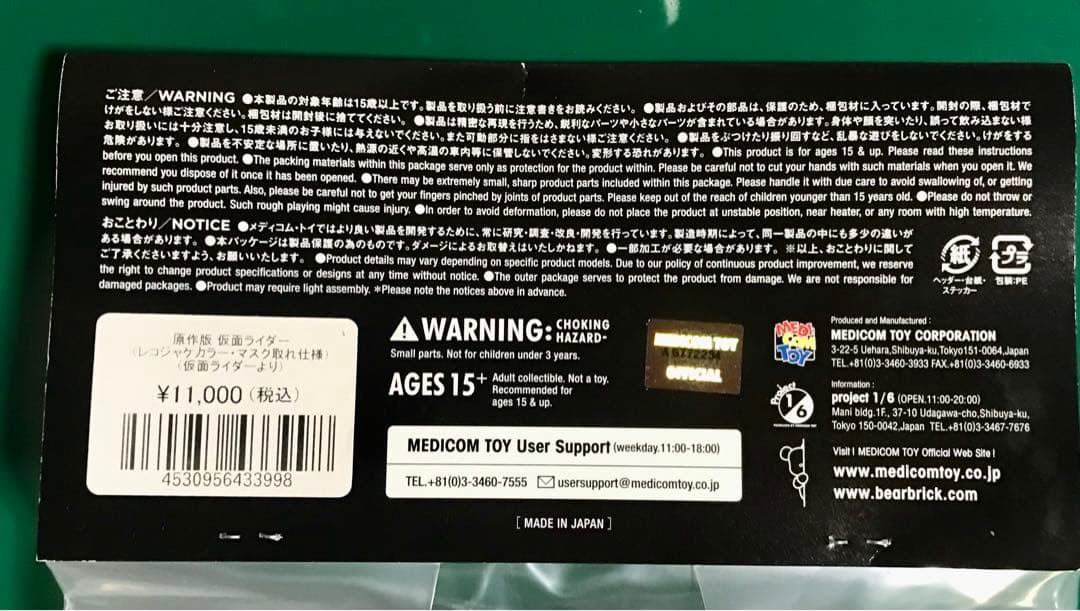 ご注意／WARNING ●本製品の対象年齢は15歳以上です。製品を取り扱う前に注意書きをお読みください。 ●製品およびその部品は、保護のため、梱包材に入っています。開封の際、梱包材で
けがをしない様ご注意ください。梱包材は開封後に捨ててください。 ●製品は精密な再現を行うため、鋭利なパーツや小さなパーツが含まれている場合があります。身体や顔を突いたり、誤って飲み込まない様
お取り扱いには十分注意し、15歳未満のお子様には与えないでください。また可動部分に指をはさまない様ご注意ください。 ●製品をぶつけたり振り回すなど、乱暴な遊びをしないでください。けがをする
危険があります。 ●製品を不安定な場所に置いたり、熱源の近くや高温の車内等に保管しないでください。変形する恐れがあります。 ●This product is for ages 15 & up. Please read these instructions
before you open this product. ●The packing materials within this package serve only as protection for the product within. Please be careful not to cut your hands with such materials when you open it. We
recommend you dispose of it once it has been opened. ●There may be extremely small, sharp product parts included within this package. Please handle it with due care to avoid swallowing of, or getting
injured by such product parts. Also, please be careful not to get your fingers pinched by joints of product parts. Please keep out of the reach of children younger than 15 years old. ●Please do not throw or
swing around the product. Such rough playing might cause injury. ●In order to avoid deformation, please do not place the product at unstable position, near heater, or any room with high temperature.
おことわり／NOTICE ●メディコム・トイではより良い製品を開発するために、常に研究・調査・改良・開発を行っています。製造時期によって、同一製品の中にも多少の違いが
ある場合があります。 ●本パッケージは製品保護の為のものです。ダメージによるお取替えはいたしかねます。 ●一部加工が必要な場合があります。 ※以上、おことわりに関して
ご了承くださいますよう、お願いいたします。 ●Product details may vary depending on specific product models. Due to our policy of continuous product improvement, we reserve
the right to change product specifications or designs at any time without notice. ●The outer package serves to protect the product from damage. We are not responsible for
damaged packages. ●Product may require light assembly. *Please note the notices above in advance.
紙
ヘッダー・台紙・
ステッカー
プラ
包装:PE
原作版 仮面ライダー
（レコジャケカラー・マスク取れ仕様）
（仮面ライダーより）
¥11,000（税込）
4530956433998
WARNING: CHOKING HAZARD-
Small parts. Not for children under 3 years.
AGES 15+ Adult collectible. Not a toy.
Recommended for
ages 15 & up.
MEDICOM TOY
OFFICIAL
MEDICOM TOY User Support (weekday.11:00-18:00)
TEL.+81(0)3-3460-7555 usersupport@medicomtoy.co.jp
[ MADE IN JAPAN ]
MEDI
COM
TOY
Produced and Manufactured :
MEDICOM TOY CORPORATION
3-22-5 Uehara,Shibuya-ku,Tokyo151-0064,Japan
TEL.+81(0)3-3460-3933 FAX.+81(0)3-3460-6933
Project
1/6
Information :
project 1/6 (OPEN.11:00-20:00)
Mani bldg.1F., 37-10 Udagawa-cho,Shibuya-ku,
Tokyo 150-0042,Japan TEL.+81(0)3-3467-7676
Visit ! MEDICOM TOY Official Web Site !
www.medicomtoy.co.jp
www.bearbrick.com